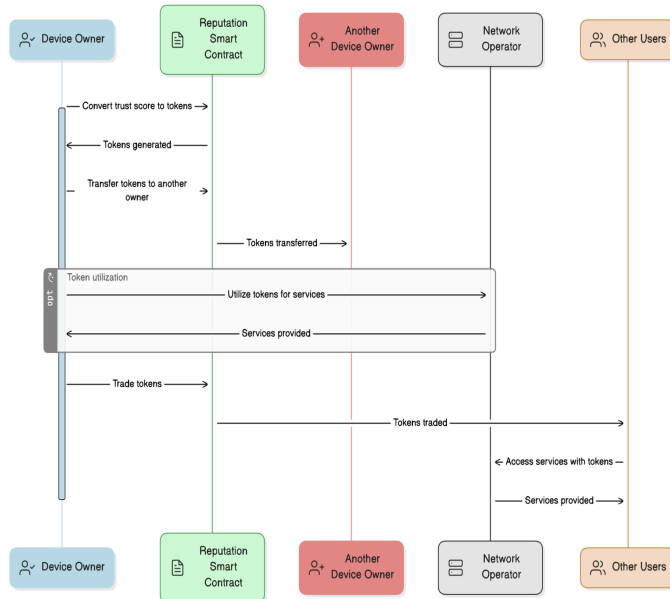 Device Owner
Reputation
Smart
Contract
Another
Device Owner
Network
Operator
Other Users
Convert trust score to tokens
Tokens generated
Transfer tokens to another
owner
Tokens transferred
opt
Token utilization
Utilize tokens for services
Services provided
Trade tokens
Tokens traded
Access services with tokens
Services provided
Device Owner
Reputation
Smart
Contract
Another
Device Owner
Network
Operator
Other Users